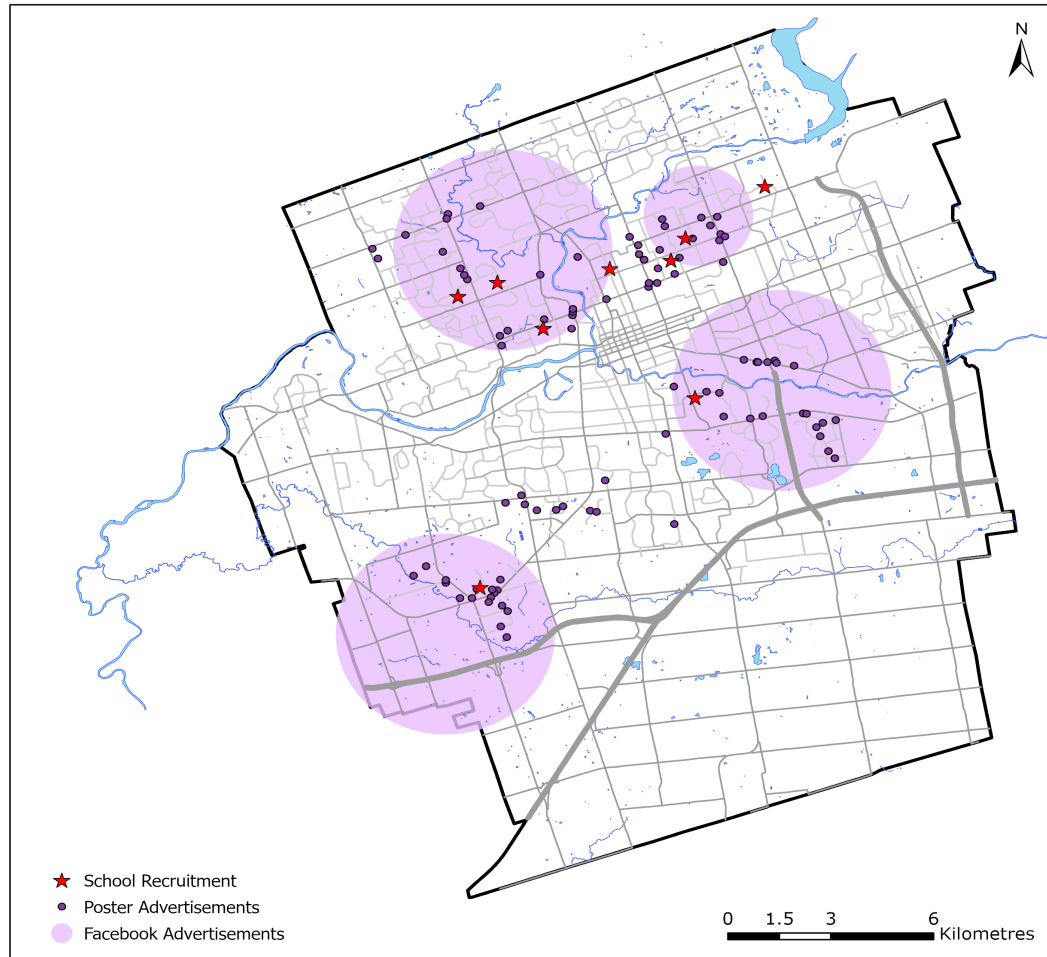 N
School Recruitment
Poster Advertisements
Facebook Advertisements
0 1.5 3 6
Kilometres